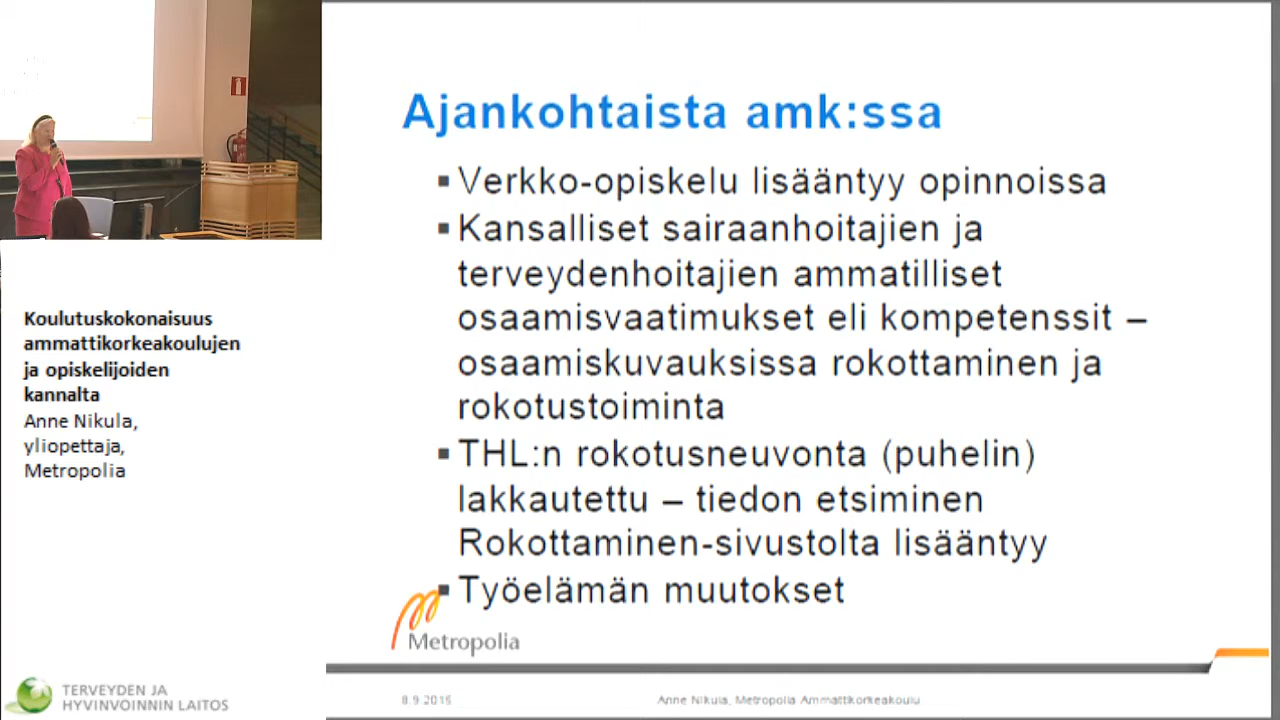 Ajankohtaista amk:ssa
Verkko-opiskelu lisääntyy opinnoissa
Kansalliset sairaanhoitajien ja
terveydenhoitajien ammatilliset
osaamisvaatimukset eli kompetenssit –
osaamiskuvauksissa rokottaminen ja
rokotustoiminta
THL:n rokotusneuvonta (puhelin)
lakkautettu – tiedon etsiminen
Rokottaminen-sivustolta lisääntyy
Työelämän muutokset
Metropolia
8.9.2015
Anne Nikula, Metropolia Ammattikorkeakoulu
Koulutuskokonaisuus
ammattikorkeakoulujen
ja opiskelijoiden
kannalta
Anne Nikula,
yliopettaja,
Metropolia
TERVEYDEN JA
HYVINVOINNIN LAITOS